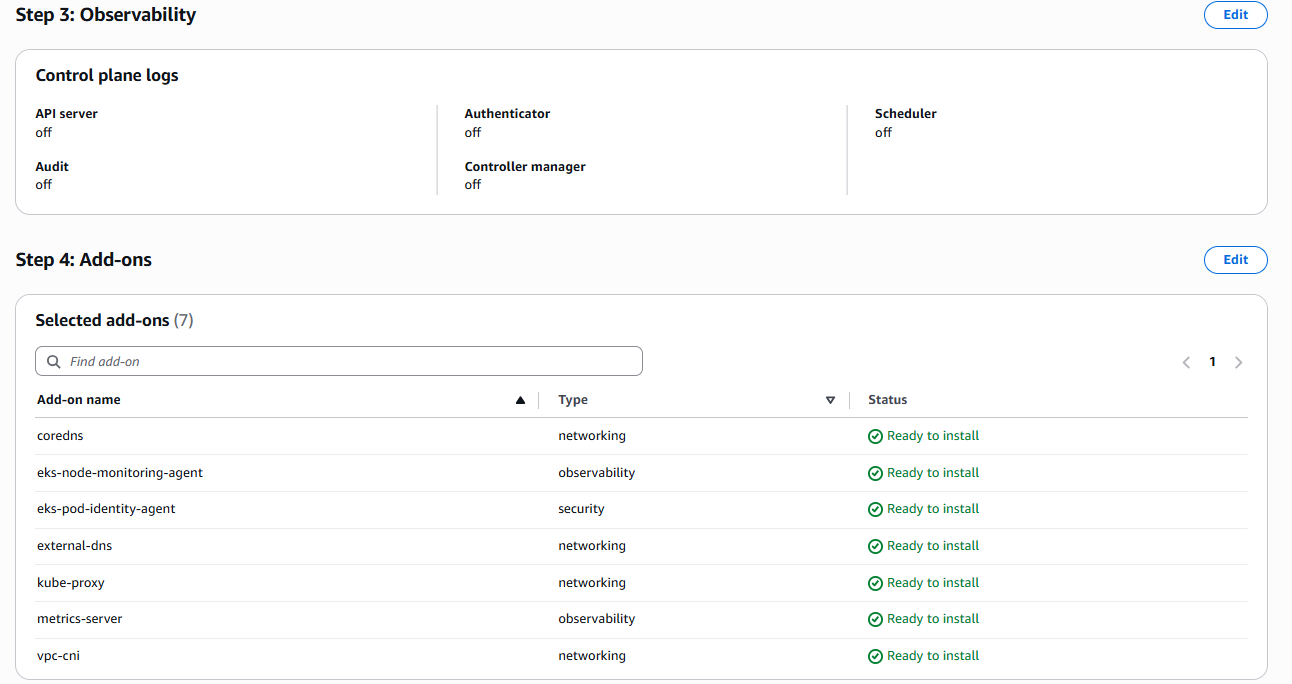 Step 3: Observability
Edit
Control plane logs
API server
off
Authenticator
off
Scheduler
off
Audit
off
Controller manager
off
Step 4: Add-ons
Edit
Selected add-ons (7)
Find add-on
1
Add-on name Type Status
coredns networking Ready to install
eks-node-monitoring-agent observability Ready to install
eks-pod-identity-agent security Ready to install
external-dns networking Ready to install
kube-proxy networking Ready to install
metrics-server observability Ready to install
vpc-cni networking Ready to install